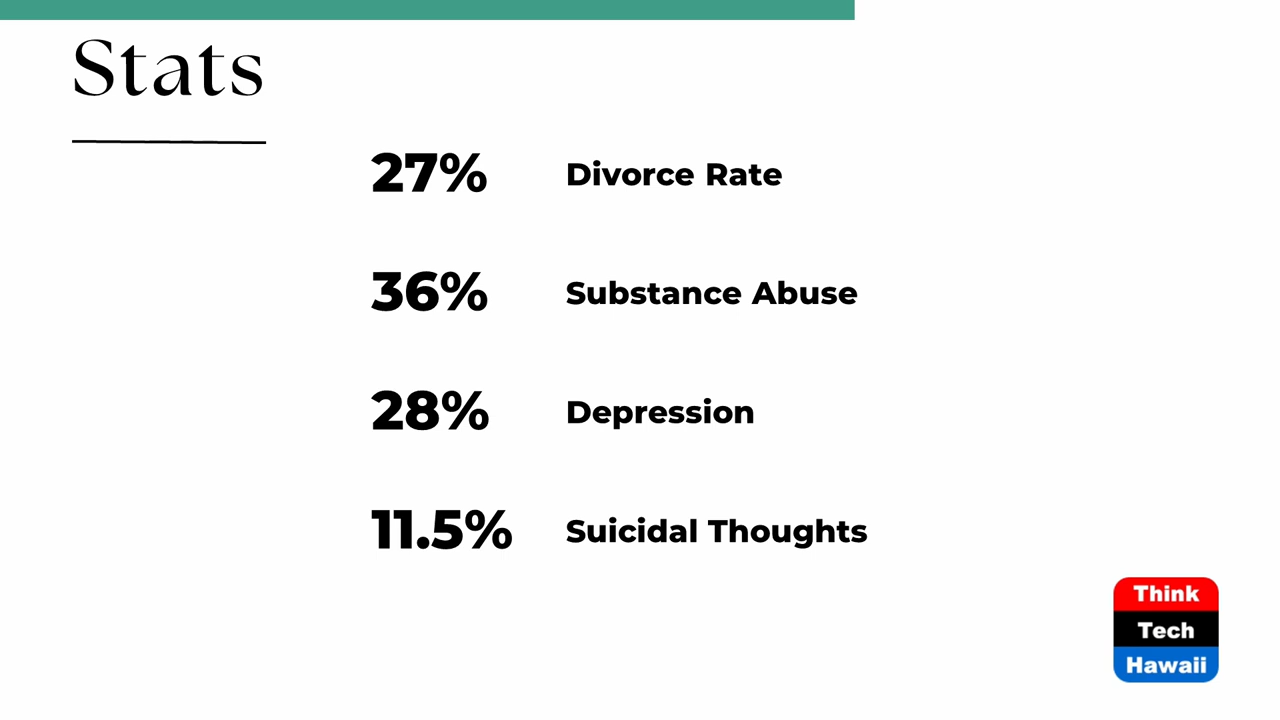 Stats
27% Divorce Rate
36% Substance Abuse
28% Depression
11.5% Suicidal Thoughts
Think
Tech
Hawaii